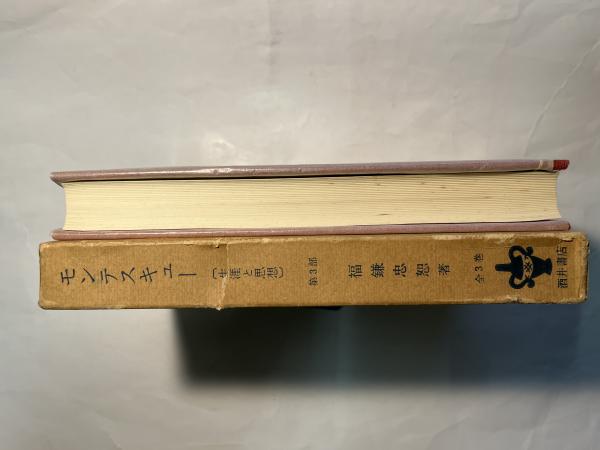 モンテスキュー
〔生涯と思想〕
第3部
福鎌忠恕著
全3巻
酒井書店